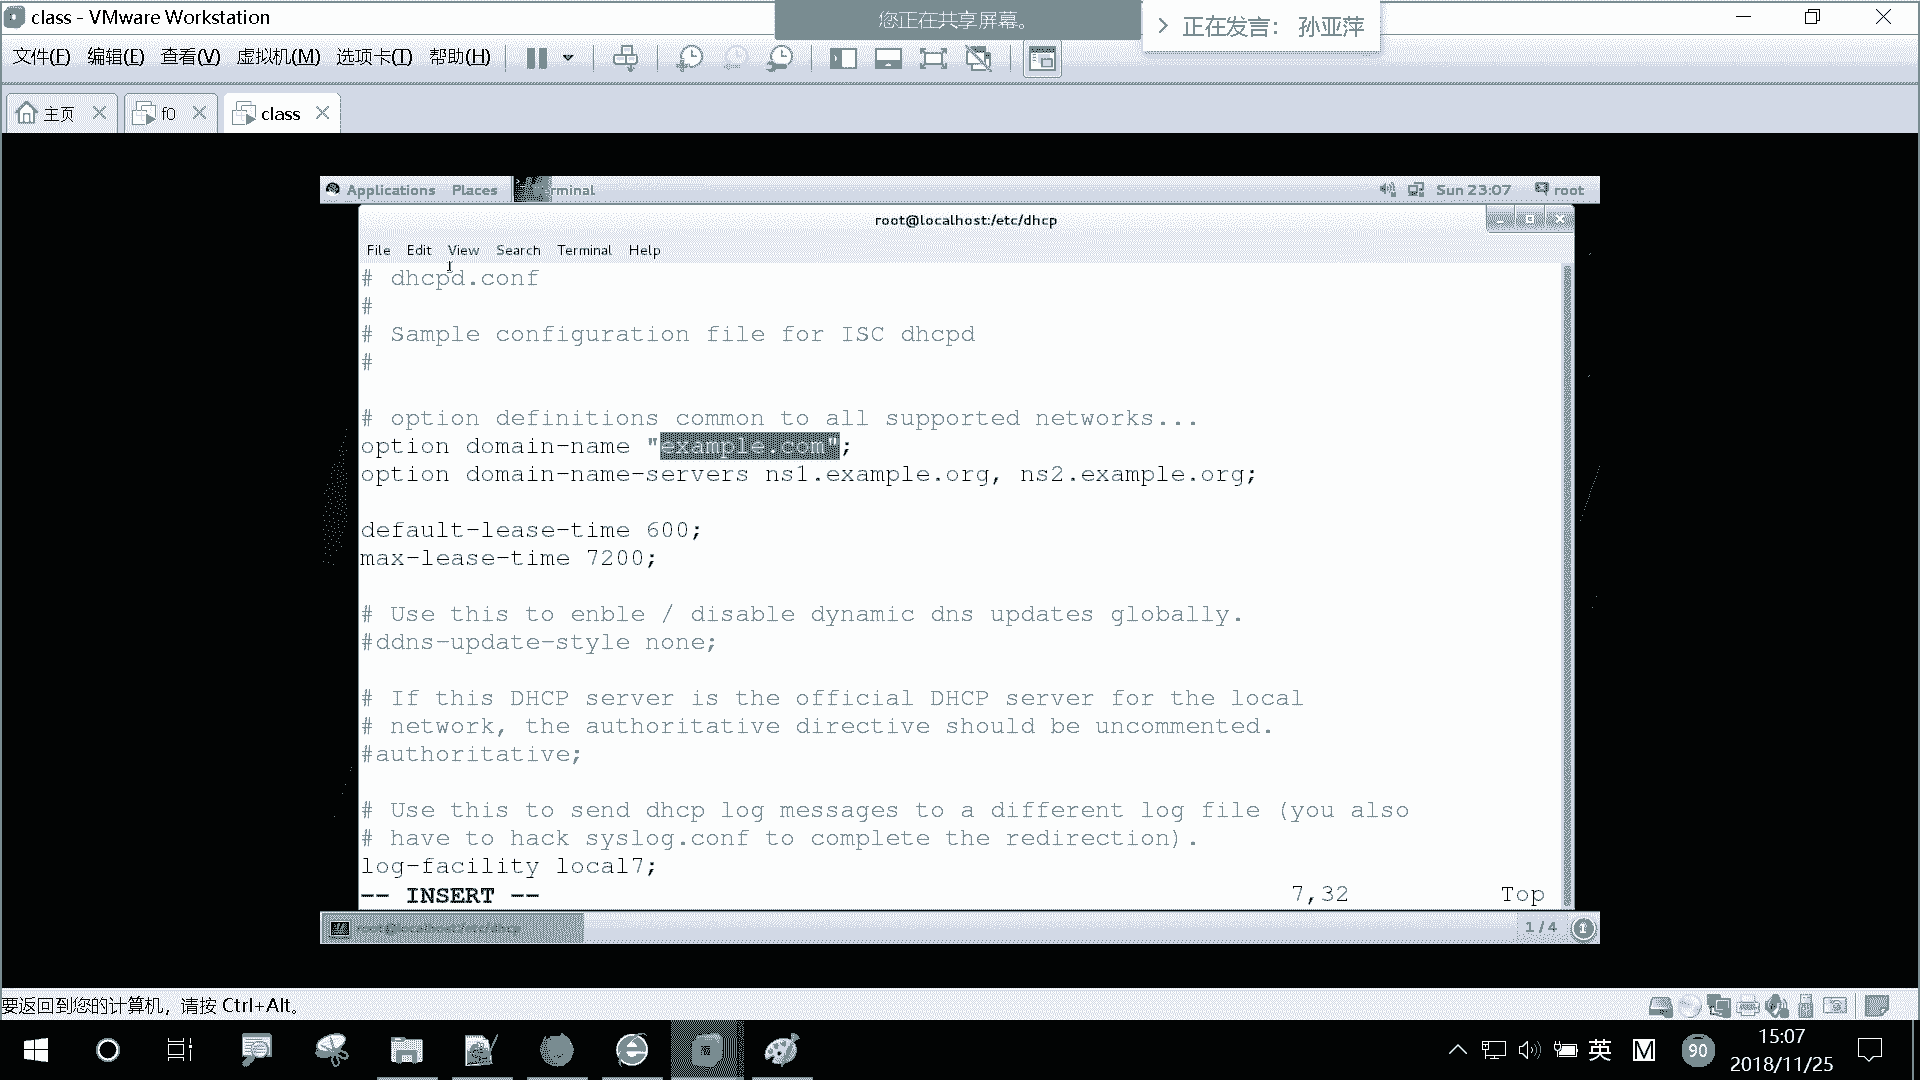 class - VMware Workstation
您正在共享屏幕。
正在发言: 孙亚萍
文件(F) 编辑(E) 查看(V) 虚拟机(M) 选项卡(T) 帮助(H)
主页 f0 class
Applications Places Terminal Sun 23:07 root
root@localhost:/etc/dhcp
File Edit View Search Terminal Help
# dhcpd.conf
#
# Sample configuration file for ISC dhcpd
#
# option definitions common to all supported networks...
option domain-name "example.com";
option domain-name-servers ns1.example.org, ns2.example.org;
default-lease-time 600;
max-lease-time 7200;
# Use this to enble / disable dynamic dns updates globally.
#ddns-update-style none;
# If this DHCP server is the official DHCP server for the local
# network, the authoritative directive should be uncommented.
#authoritative;
# Use this to send dhcp log messages to a different log file (you also
# have to hack syslog.conf to complete the redirection).
log-facility local7;
-- INSERT -- 7,32 Top
root@localhost:/etc/dhcp 1 / 4
要返回到您的计算机，请按 Ctrl+Alt。
英 M 90 15:07
2018/11/25